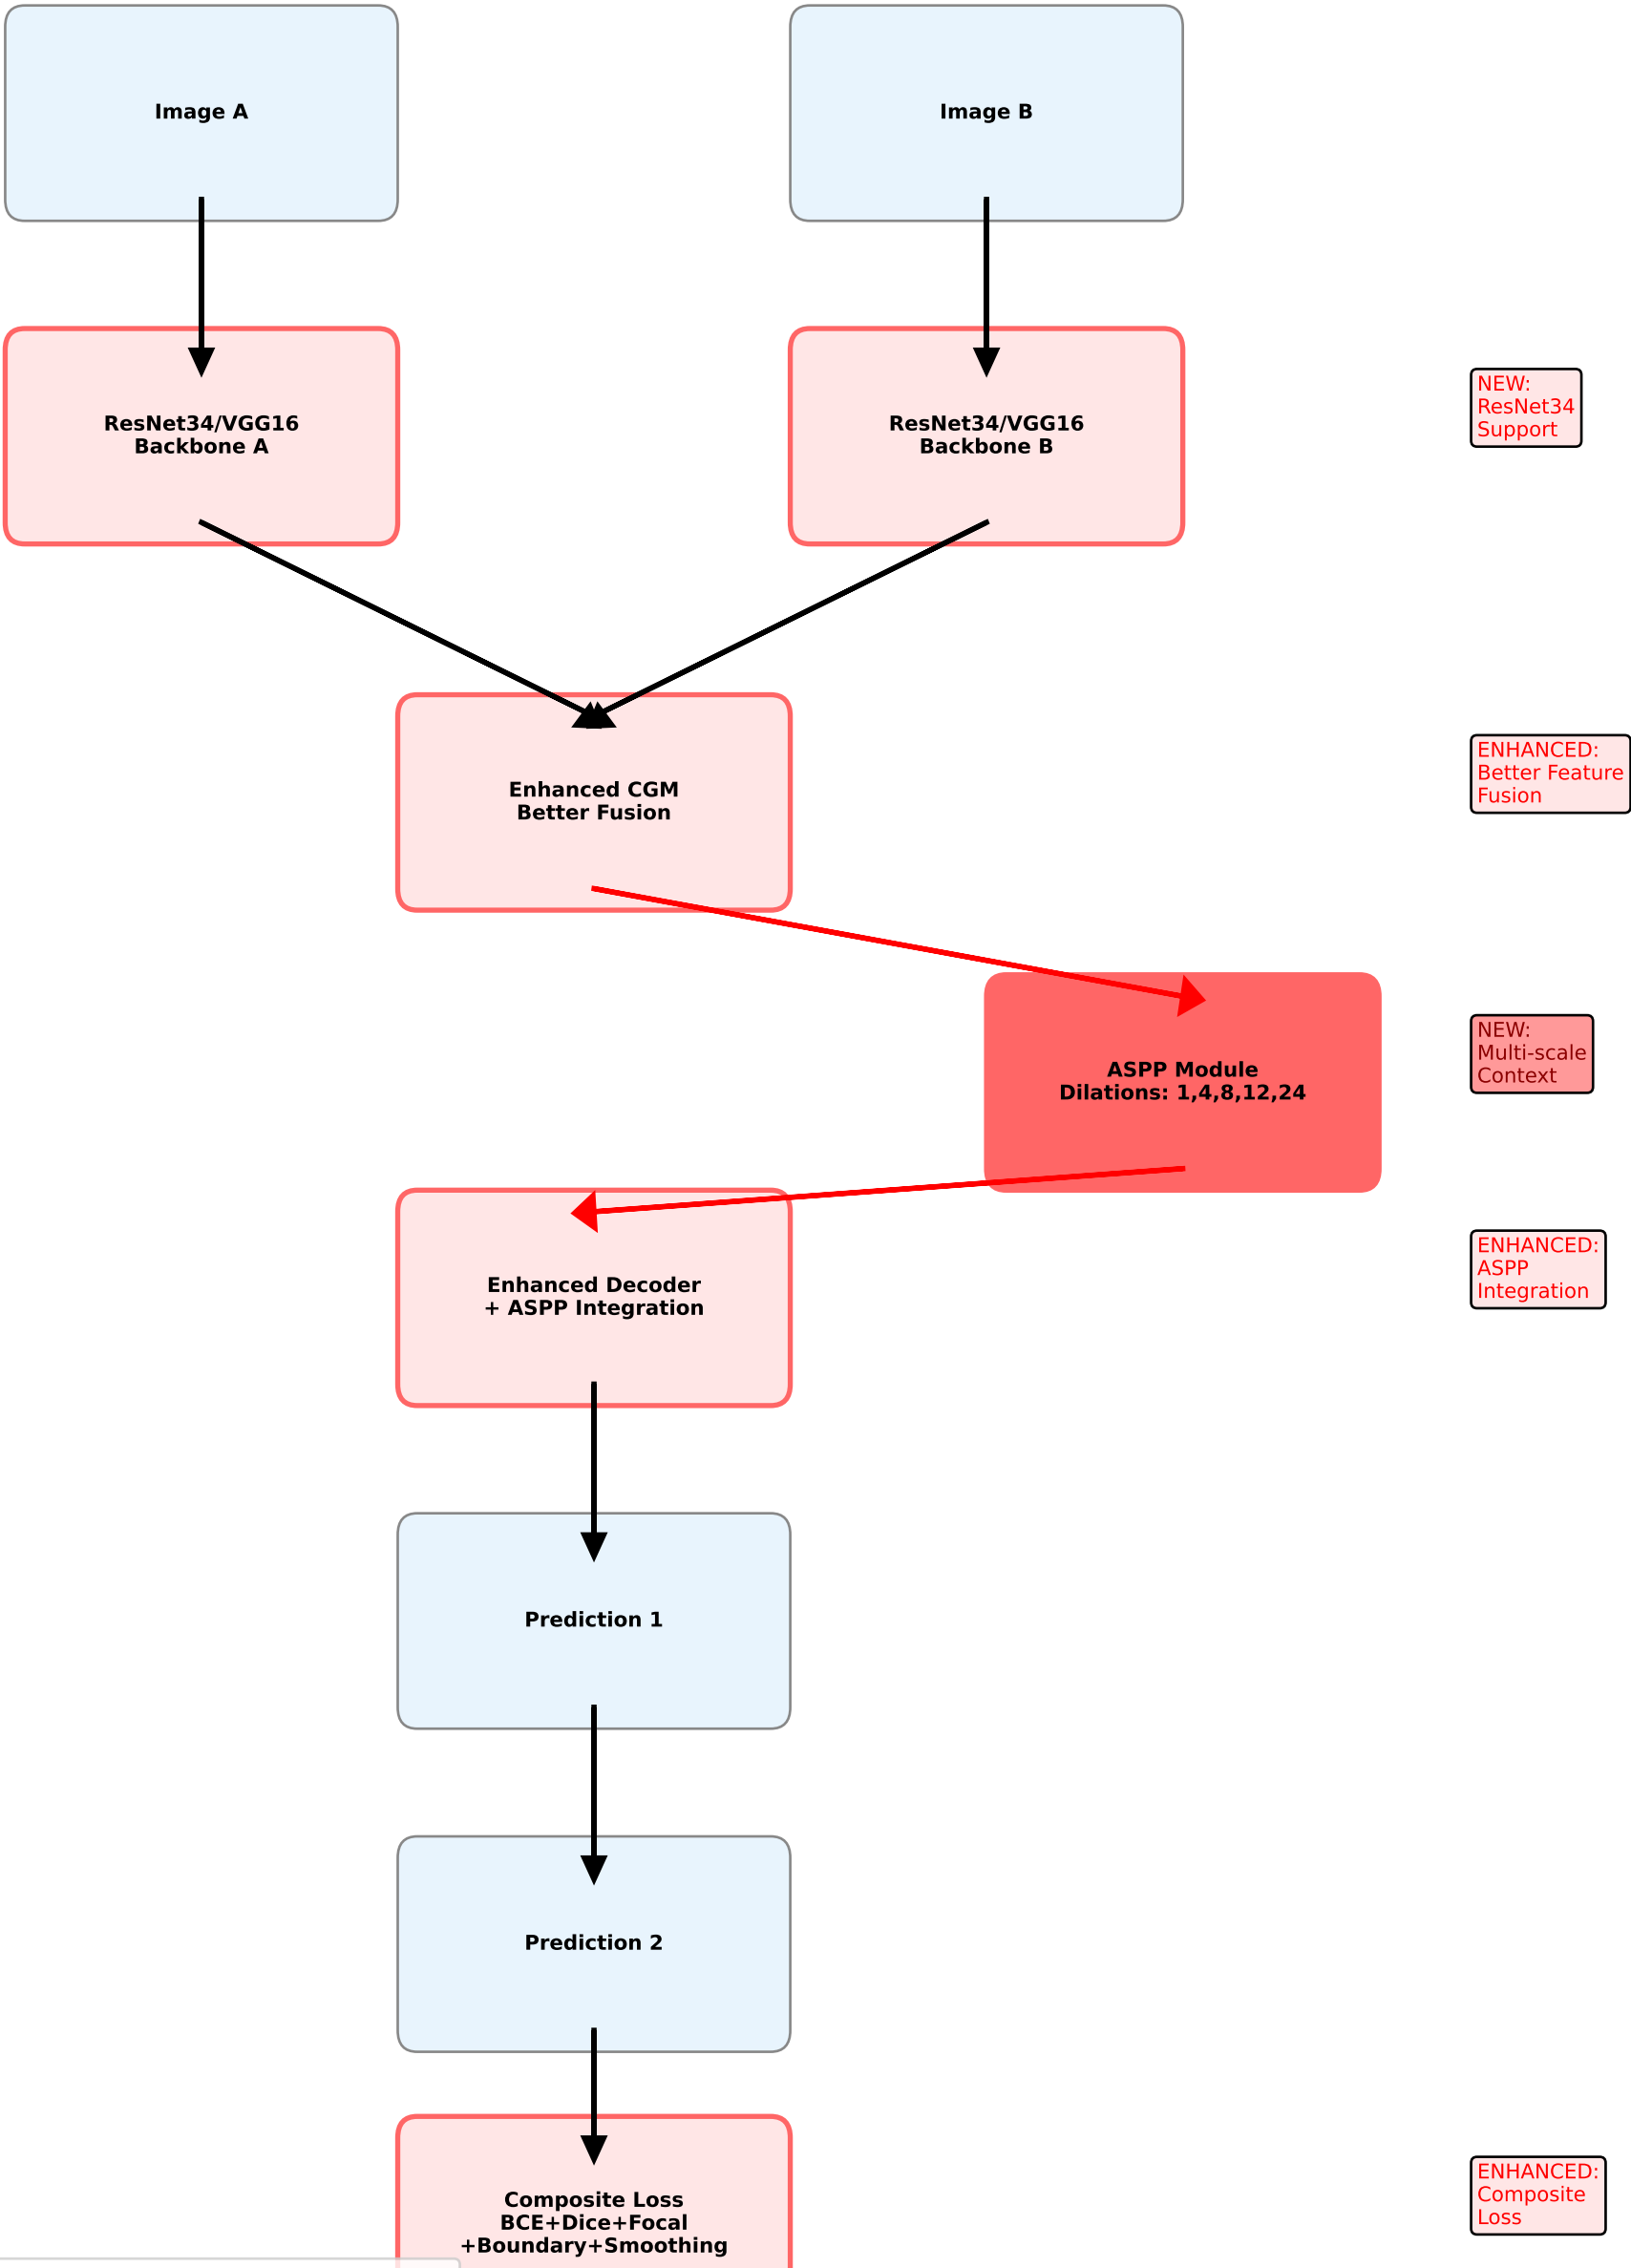 Image A
Image B
ResNet34/VGG16
Backbone A
ResNet34/VGG16
Backbone B
NEW:
ResNet34
Support
Enhanced CGM
Better Fusion
ENHANCED:
Better Feature
Fusion
ASPP Module
Dilations: 1,4,8,12,24
NEW:
Multi-scale
Context
Enhanced Decoder
+ ASPP Integration
ENHANCED:
ASPP
Integration
Prediction 1
Prediction 2
Composite Loss
BCE+Dice+Focal
+Boundary+Smoothing
ENHANCED:
Composite
Loss